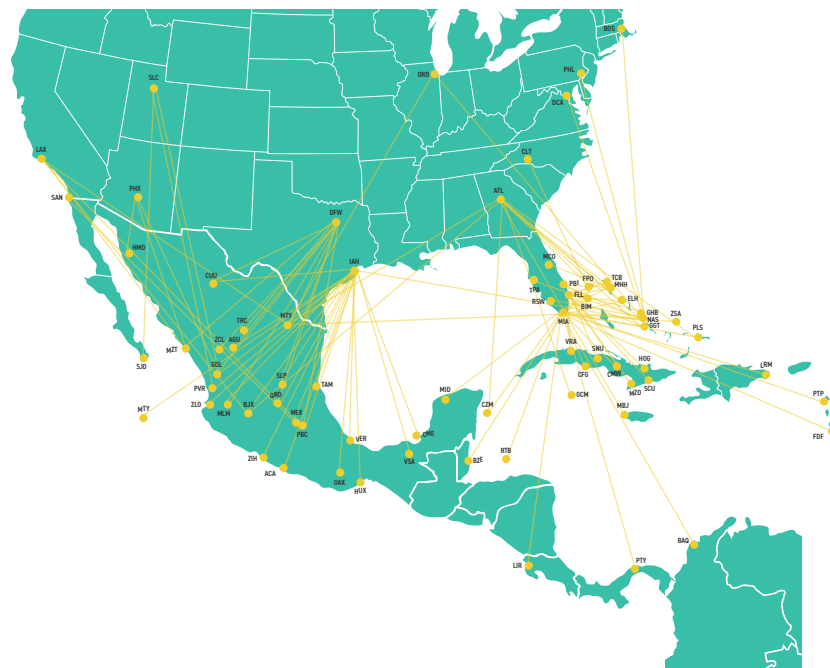 BOS
ORD
PHL
SLC
DCA
LAX
CLT
PHX
SAN
ATL
DFW
HMO
IAH
MCO
CUU
TPA
PBI
FPO
TCB
MHH
RSW
FLL
ELH
BIM
MIA
GHB
NAS
GGT
ZSA
PLS
TRC
MTY
MZT
ZCL
AGU
VRA
SNU
SJD
GDL
CFG
CMW
HOG
LRM
PVR
SLP
TAM
MZO
SCU
MID
GCM
ZLO
MLM
BJX
QRO
MTY
CZM
MBJ
PTP
MEX
PBC
FDF
VER
CME
ZIH
ACA
VSA
BZE
RTB
OAX
HUX
BAQ
LIR
PTY